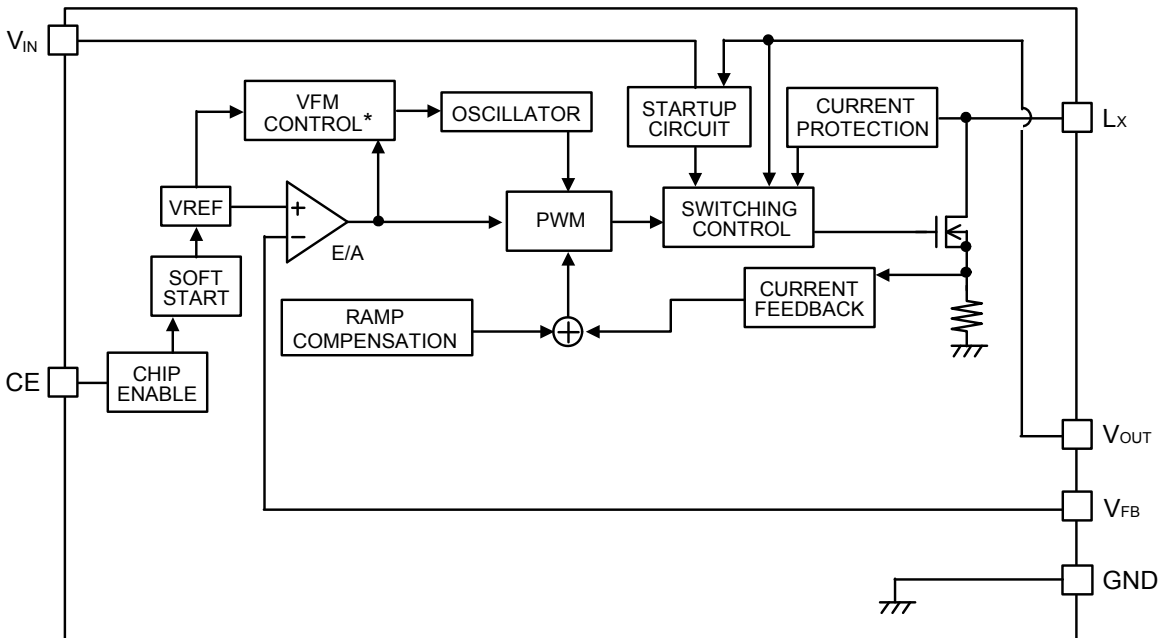 VIN
VFM
CONTROL*
OSCILLATOR
STARTUP
CIRCUIT
CURRENT
PROTECTION
LX
VREF
+
−
E/A
PWM
SWITCHING
CONTROL
SOFT
START
RAMP
COMPENSATION
+
CURRENT
FEEDBACK
CE
CHIP
ENABLE
VOUT
VFB
GND